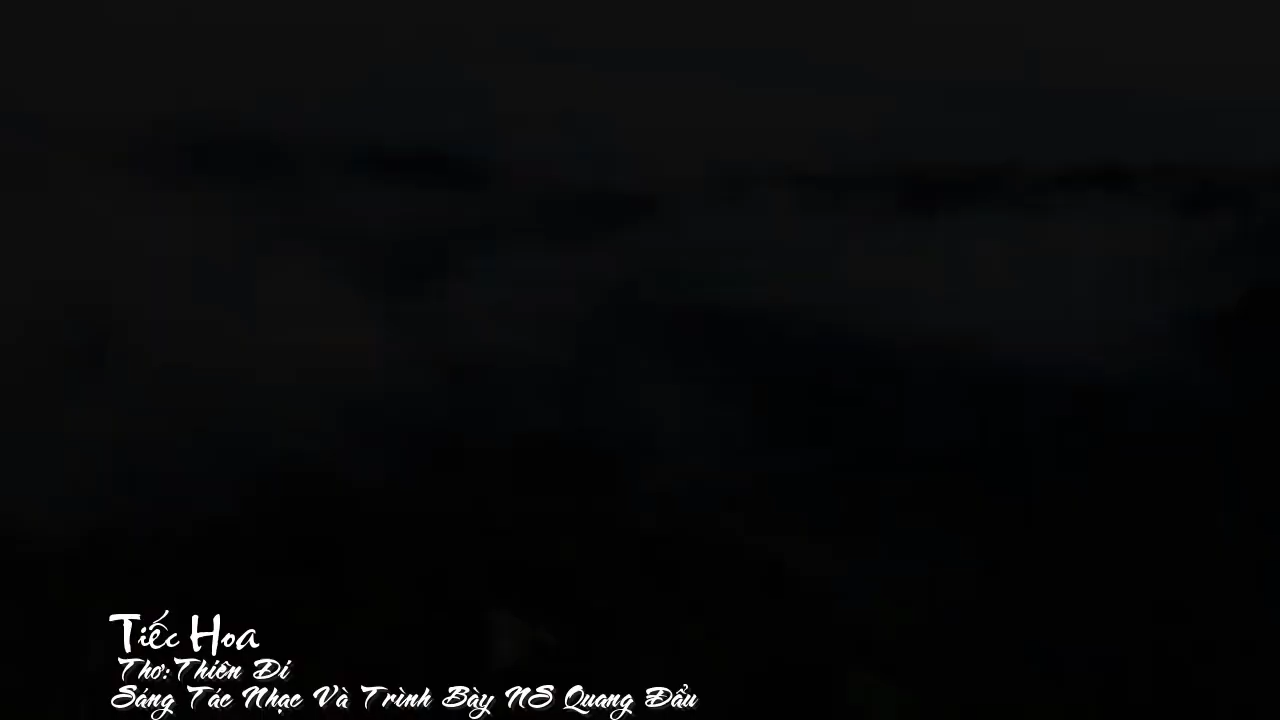 Tiếc Hoa
Thơ: Thiên Di
Sáng Tác Nhạc Và Trình Bày NS Quang Đẩu